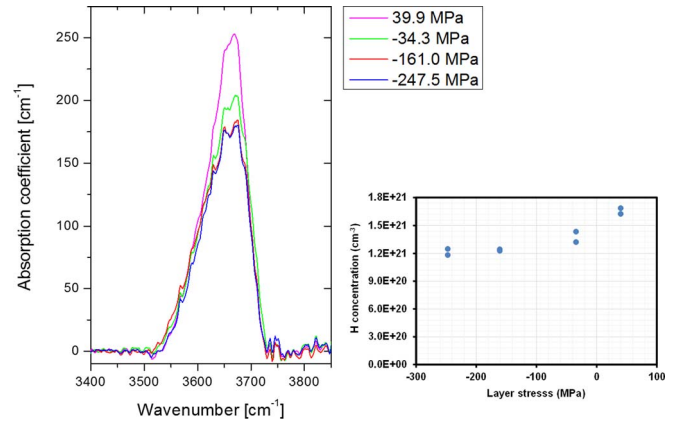 39.9 MPa
-34.3 MPa
-161.0 MPa
-247.5 MPa
250
200
150
100
50
0
Absorption coefficient [cm-1]
3400 3500 3600 3700 3800
Wavenumber [cm-1]
1.8E+21
1.5E+21
1.2E+21
9.0E+20
6.0E+20
3.0E+20
0.0E+00
H concentration (cm-3)
-300 -200 -100 0 100
Layer stresss (MPa)